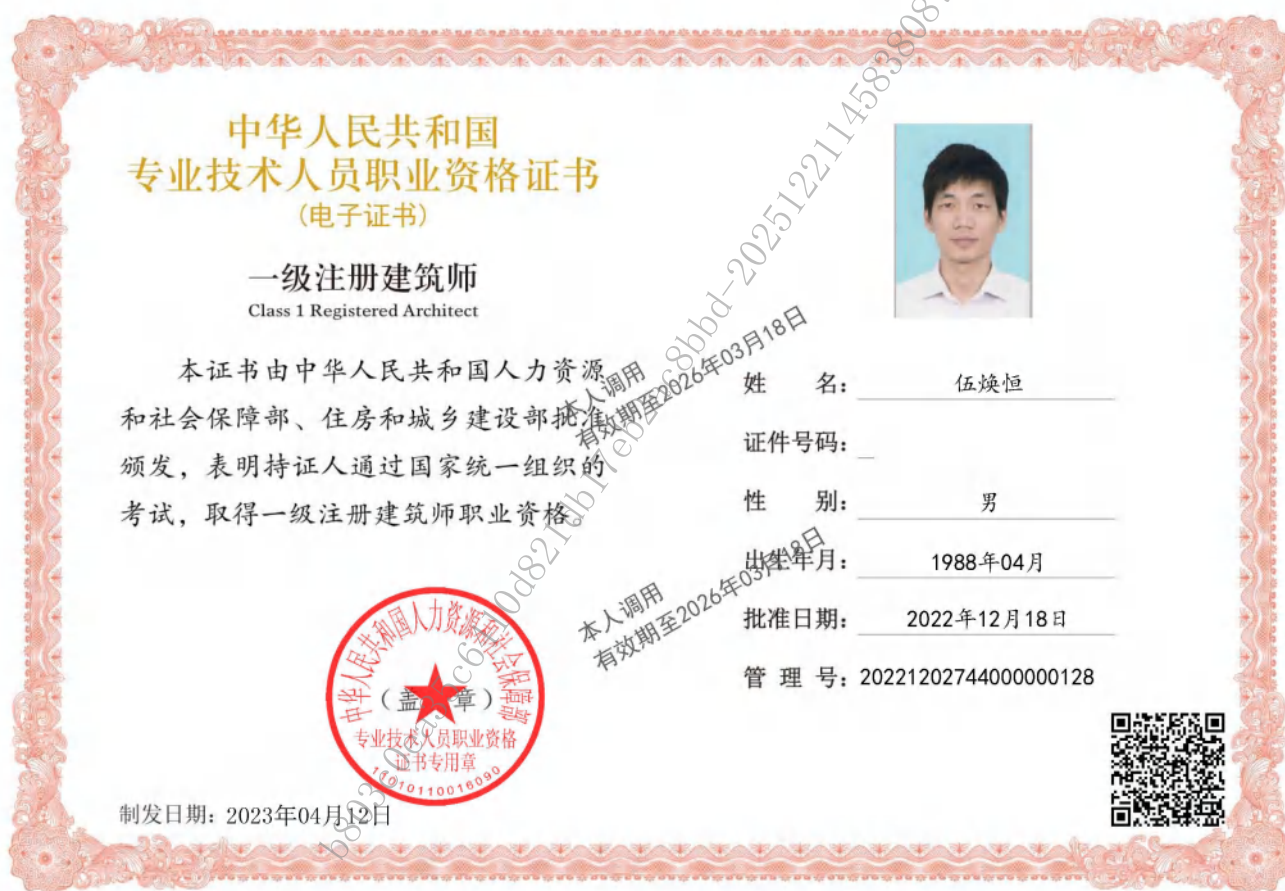 中华人民共和国
专业技术人员职业资格证书
(电子证书)
一级注册建筑师
Class 1 Registered Architect
本证书由中华人民共和国人力资源
和社会保障部、住房和城乡建设部批准
颁发，表明持证人通过国家统一组织的
考试，取得一级注册建筑师职业资格。
姓 名： 伍焕恒
证件号码：
性 别： 男
出生年月： 1988年04月
批准日期： 2022年12月18日
管 理 号：20221202744000000128
本人调用
有效期至2026年03月18日
本人调用
有效期至2026年03月18日
中华人民共和国人力资源和社会保障部
（盖 章）
专业技术人员职业资格
证书专用章
11010110016090
制发日期：2023年04月12日